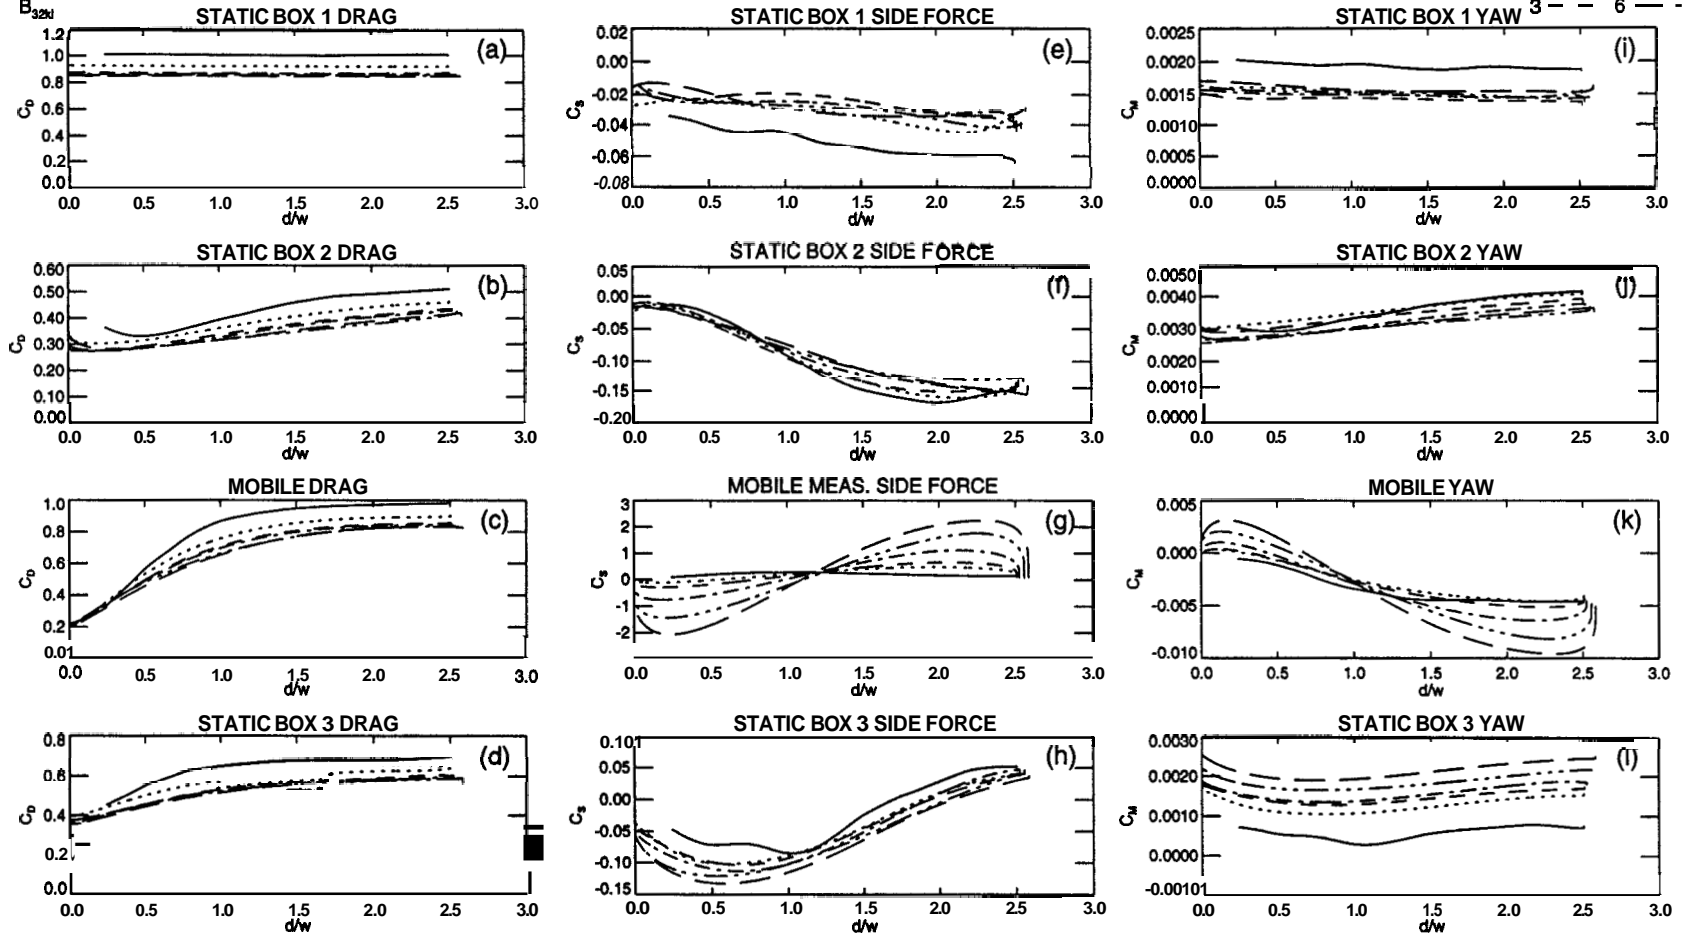 B32kl
3 – – 6 — -
STATIC BOX 1 DRAG
(a)
CD
1.2
1.0
0.8
0.6
0.4
0.2
0.0
0.0 0.5 1.0 1.5 2.0 2.5 3.0
d/w
STATIC BOX 1 SIDE FORCE
(e)
CS
0.02
0.00
-0.02
-0.04
-0.06
-0.08
0.0 0.5 1.0 1.5 2.0 2.5 3.0
d/w
STATIC BOX 1 YAW
(i)
CM
0.0025
0.0020
0.0015
0.0010
0.0005
0.0000
0.0 0.5 1.0 1.5 2.0 2.5 3.0
d/w
STATIC BOX 2 DRAG
(b)
CD
0.60
0.50
0.40
0.30
0.20
0.10
0.00
0.0 0.5 1.0 1.5 2.0 2.5 3.0
d/w
STATIC BOX 2 SIDE FORCE
(f)
CS
0.05
0.00
-0.05
-0.10
-0.15
-0.20
0.0 0.5 1.0 1.5 2.0 2.5 3.0
d/w
STATIC BOX 2 YAW
(j)
CM
0.0050
0.0040
0.0030
0.0020
0.0010
0.0000
0.0 0.5 1.0 1.5 2.0 2.5 3.0
d/w
MOBILE DRAG
(c)
CD
1.0
0.8
0.6
0.4
0.2
0.01
0.0 0.5 1.0 1.5 2.0 2.5 3.0
d/w
MOBILE MEAS. SIDE FORCE
(g)
CS
3
2
1
0
-1
-2
0.0 0.5 1.0 1.5 2.0 2.5 3.0
d/w
MOBILE YAW
(k)
CM
0.005
0.000
-0.005
-0.010
0.0 0.5 1.0 1.5 2.0 2.5 3.0
d/w
STATIC BOX 3 DRAG
(d)
CD
0.8
0.6
0.4
0.2
0.0
0.0 0.5 1.0 1.5 2.0 2.5 3.0
d/w
STATIC BOX 3 SIDE FORCE
(h)
CS
0.10
0.05
0.00
-0.05
-0.10
-0.15
0.0 0.5 1.0 1.5 2.0 2.5 3.0
d/w
STATIC BOX 3 YAW
(l)
CM
0.0030
0.0020
0.0010
0.0000
-0.00101
0.0 0.5 1.0 1.5 2.0 2.5 3.0
d/w